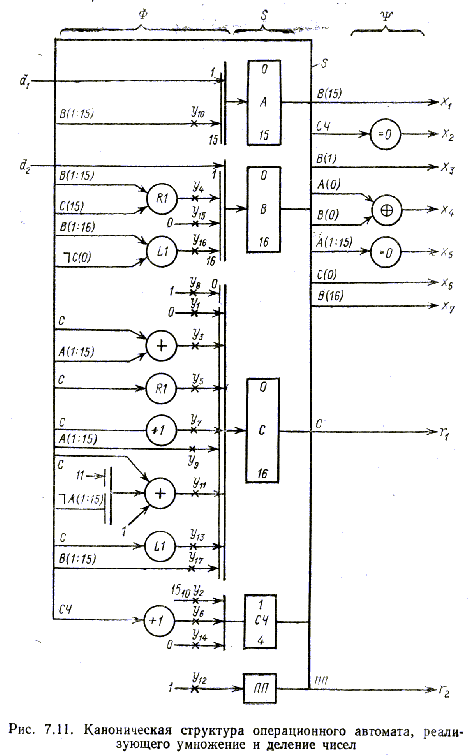 Ф S Ψ
S
d₁ 1 0 B(15) X₁
A
B(1:15) y₁₀ СЧ =0 X₂
15 15
d₂ 1 B(1) X₃
B(1:15) y₄ 0 A(0)
C(15) R1 y₁₅ ⊕ X₄
0 B B(0)
B(1:16) y₁₆ A(1:15) =0 X₅
L1
⌉C(0) 16 16 C(0) X₆
B(16) X₇
1 y₈ 0
0 y₁
C y₃
+
A(1:15) 0
C R1 y₅
C C C r₁
+1 y₇
A(1:15) y₉ 16
C
11 + y₁₁
⌉A(1:15)
1
C L1 y₁₃
B(1:15) y₁₇
15₁₀ y₂ 1
СЧ +1 y₆ СЧ
0 y₁₄ 4
1 y₁₂ ПП ПП r₂
Рис. 7.11. Каноническая структура операционного автомата, реали-
зующего умножение и деление чисел